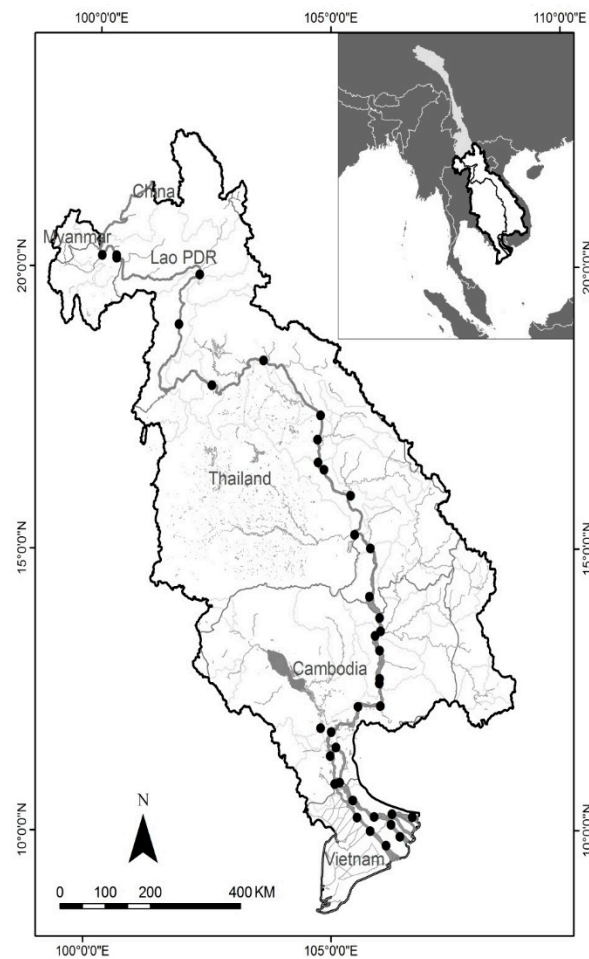 100°0'0"E
105°0'0"E
110°0'0"E
China
Myanmar
Lao PDR
20°0'0"N
20°0'0"N
Thailand
15°0'0"N
15°0'0"N
Cambodia
N
10°0'0"N
10°0'0"N
Vietnam
0 100 200 400 KM
100°0'0"E
105°0'0"E